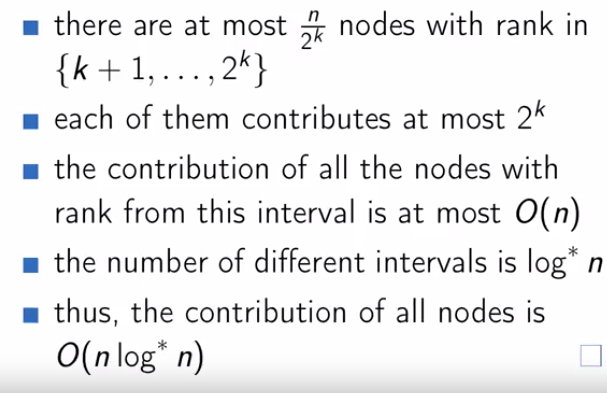 ■ there are at most n/2^k nodes with rank in
{k + 1, . . . , 2^k}
■ each of them contributes at most 2^k
■ the contribution of all the nodes with
rank from this interval is at most O(n)
■ the number of different intervals is log* n
■ thus, the contribution of all nodes is
O(n log* n) □